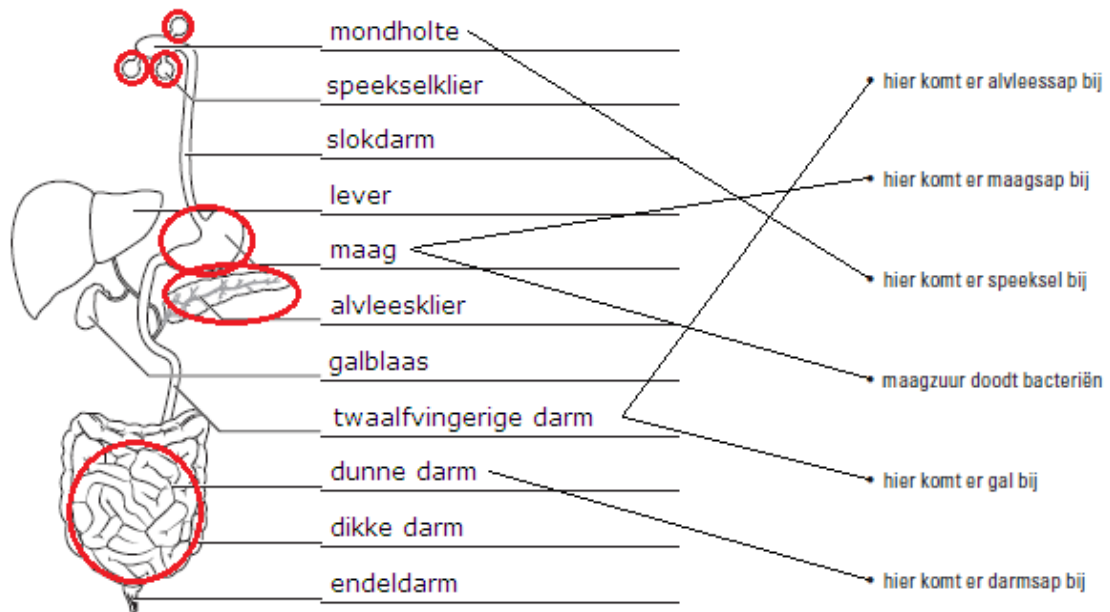 mondholte
speekselklier
slokdarm
lever
maag
alvleesklier
galblaas
twaalfvingerige darm
dunne darm
dikke darm
endeldarm
hier komt er alvleessap bij
hier komt er maagsap bij
hier komt er speeksel bij
maagzuur doodt bacteriën
hier komt er gal bij
hier komt er darmsap bij